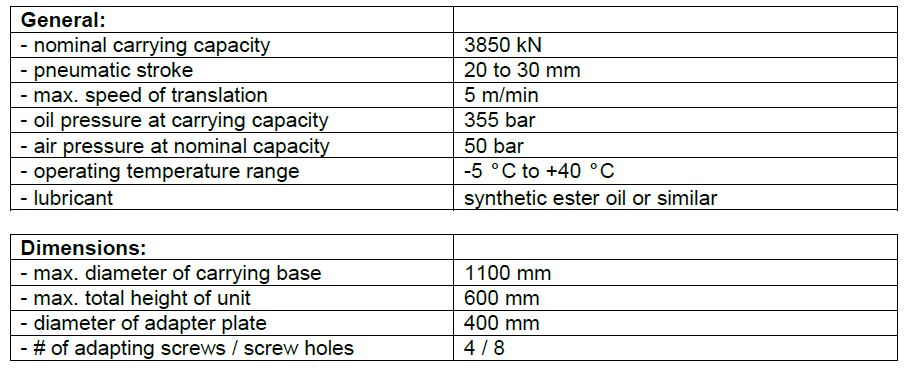 General:
- nominal carrying capacity 3850 kN
- pneumatic stroke 20 to 30 mm
- max. speed of translation 5 m/min
- oil pressure at carrying capacity 355 bar
- air pressure at nominal capacity 50 bar
- operating temperature range -5 °C to +40 °C
- lubricant synthetic ester oil or similar
Dimensions:
- max. diameter of carrying base 1100 mm
- max. total height of unit 600 mm
- diameter of adapter plate 400 mm
- # of adapting screws / screw holes 4 / 8